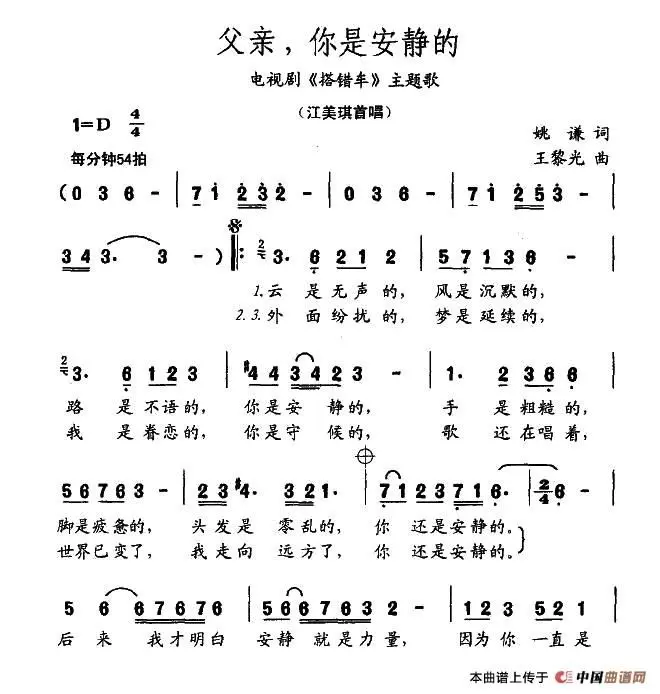 父亲，你是安静的
电视剧《搭错车》主题歌
（江美琪首唱）
1=D 4/4
姚谦词
每分钟54拍
王黎光曲
(0 3 6 - | 7 1 2 3 2 - | 0 3 6 - | 7 1 2 5 3 |
3 4 3. 3 - | - - -) ‖: 2 3. 6 2 1 2 | 5 7 1 3 6 - |
1.云是无声的，风是沉默的，
2.3.外面纷扰的，梦是延续的，
2 3. 6 1 2 3 | #4 4 3 4 2 3 - | 1. 2 3 6 6 |
路是不语的，你是安静的，手是粗糙的，
我是眷恋的，你是守候的，歌还在唱着，
5 6 7 6 3 - | 2 3 #4. 3 2 1. | 7 1 2 3 7 1 6. | 2/4 6 - |
脚是疲惫的，头发是零乱的，你还是安静的。
世界已变了，我走向远方了，你还是安静的。
5 6 6 7 6 7 6 | 5 6 6 7 6 7 6 3 - | 1 2 3 5 2 1 |
后来我才明白安静就是力量，因为你一直是
本曲谱上传于 中国曲谱网